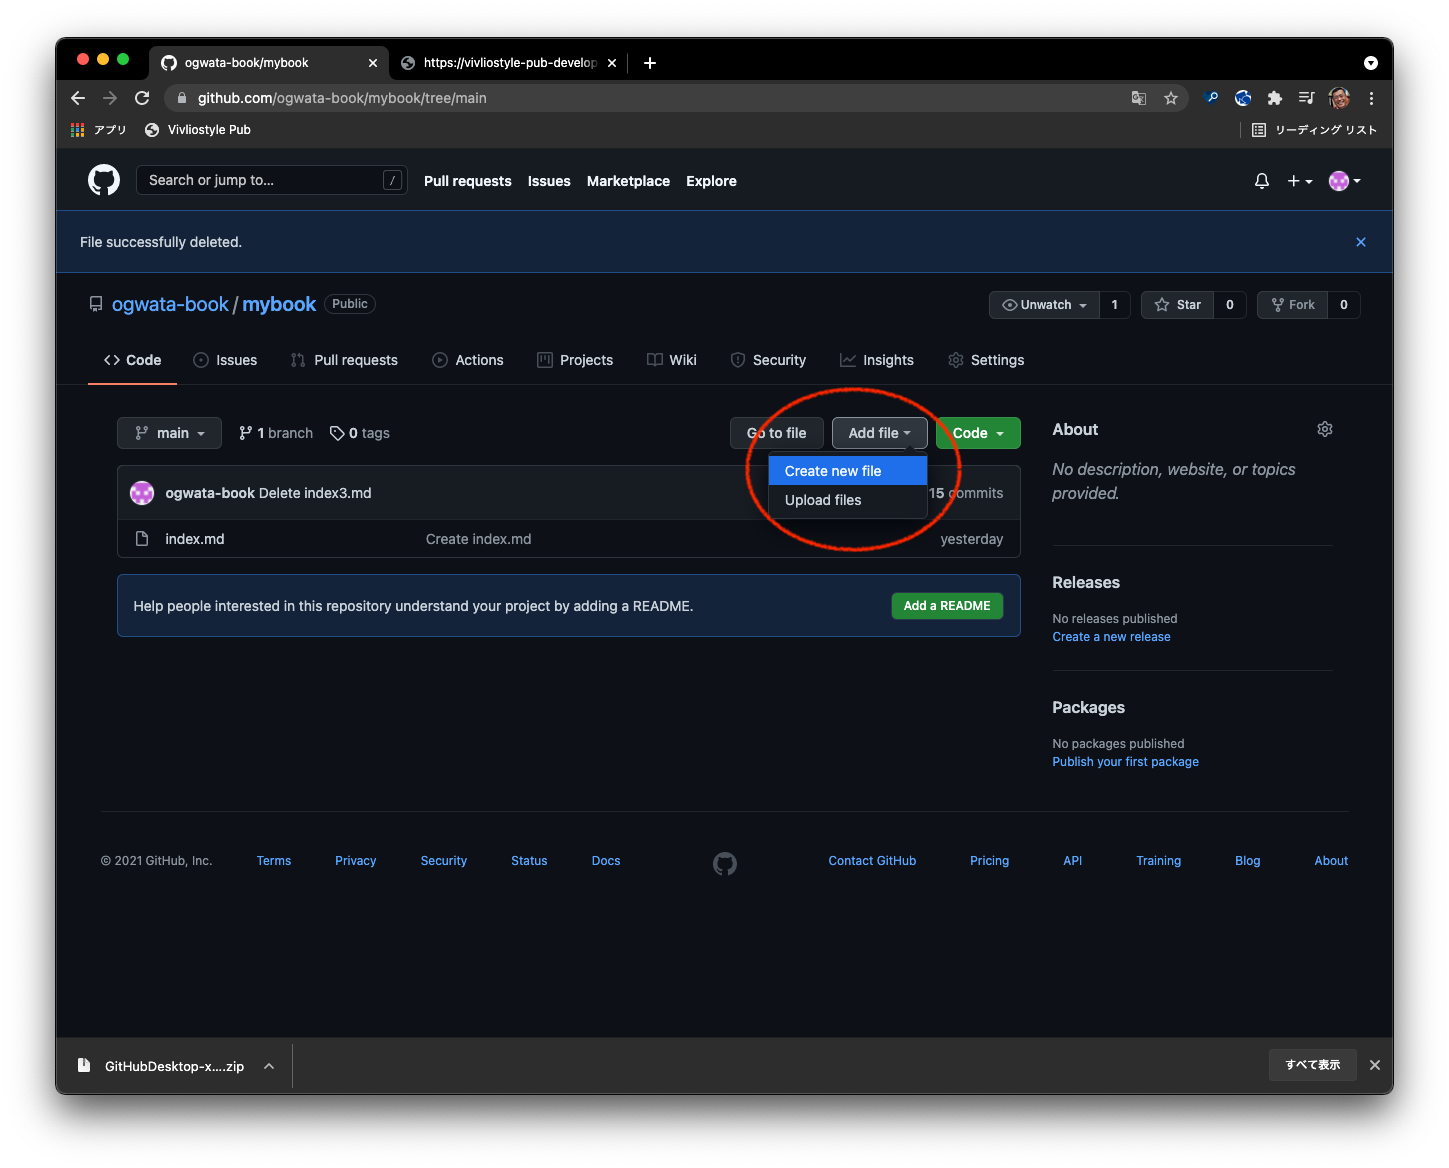 ogwata-book/mybook
https://vivliostyle-pub-develop
github.com/ogwata-book/mybook/tree/main
アプリ
Vivliostyle Pub
リーディング リスト
Search or jump to...
/
Pull requests
Issues
Marketplace
Explore
File successfully deleted.
ogwata-book / mybook
Public
Unwatch
1
Star
0
Fork
0
Code
Issues
Pull requests
Actions
Projects
Wiki
Security
Insights
Settings
main
1 branch
0 tags
Go to file
Add file
Code
Create new file
Upload files
ogwata-book Delete index3.md
15 commits
index.md
Create index.md
yesterday
Help people interested in this repository understand your project by adding a README.
Add a README
About
No description, website, or topics
provided.
Releases
No releases published
Create a new release
Packages
No packages published
Publish your first package
© 2021 GitHub, Inc.
Terms
Privacy
Security
Status
Docs
Contact GitHub
Pricing
API
Training
Blog
About
GitHubDesktop-x....zip
すべて表示